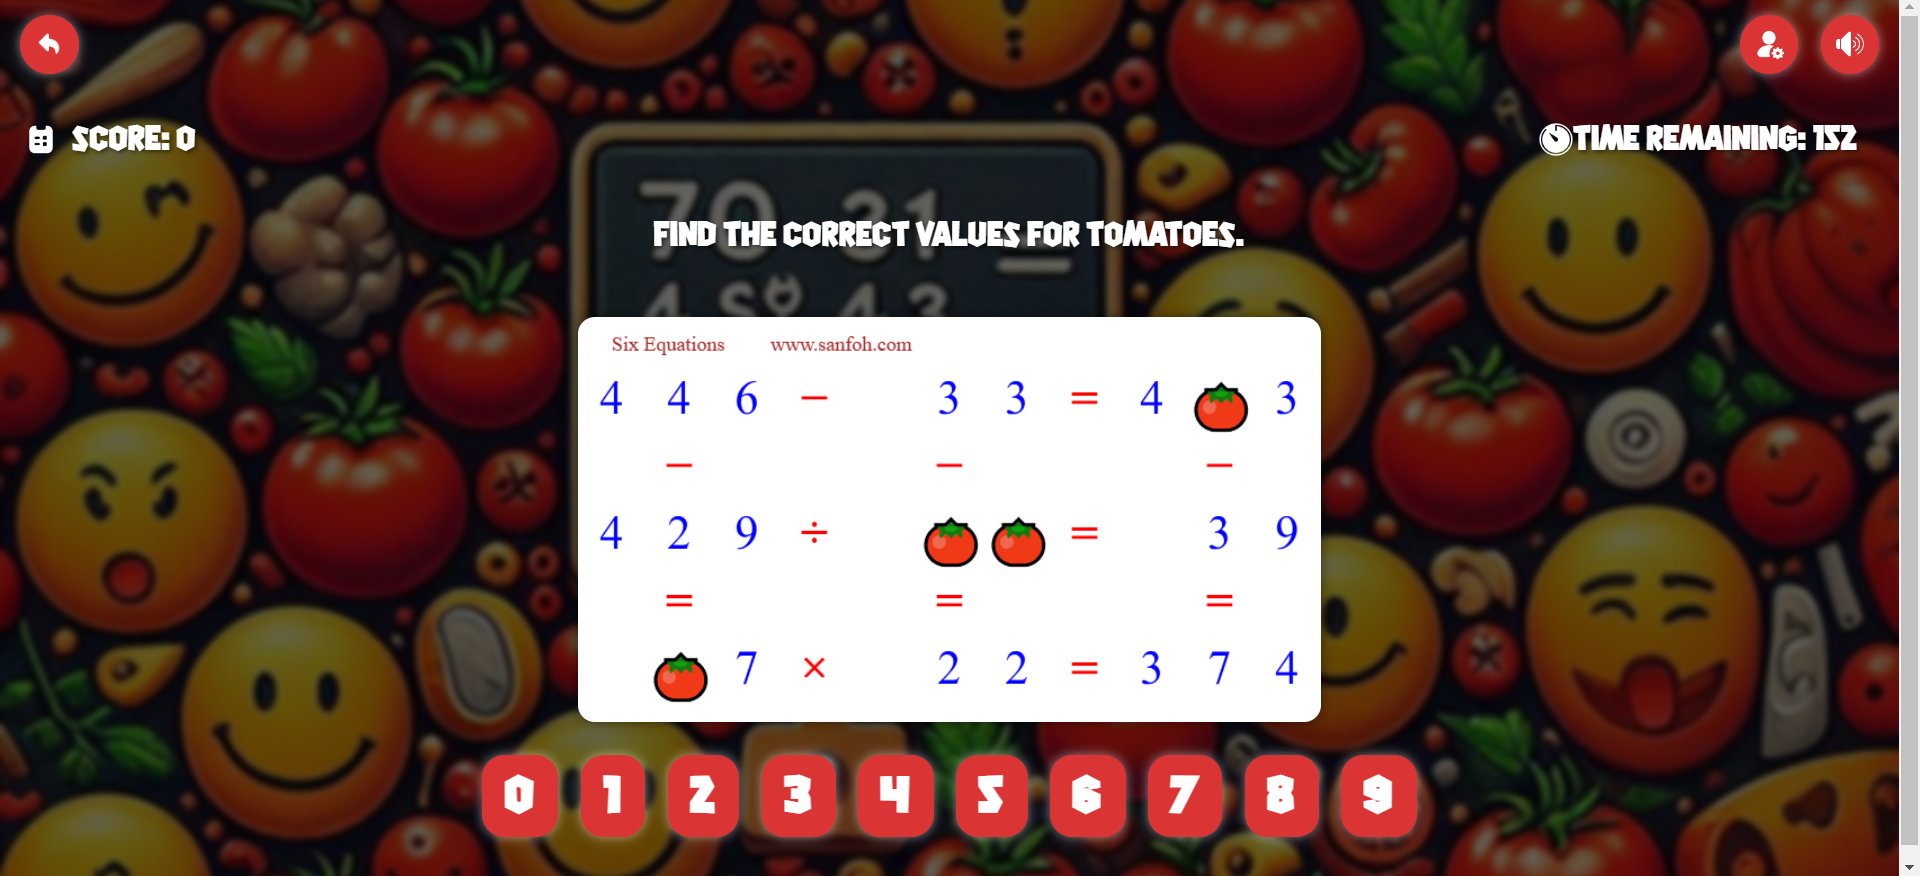 SCORE: 0
TIME REMAINING: 152
70 31
FIND THE CORRECT VALUES FOR TOMATOES.
Six Equations www.sanfoh.com
4 4 6 − 3 3 = 4 3
− − −
4 2 9 ÷ = 3 9
= = =
7 × 2 2 = 3 7 4
0 1 2 3 4 5 6 7 8 9